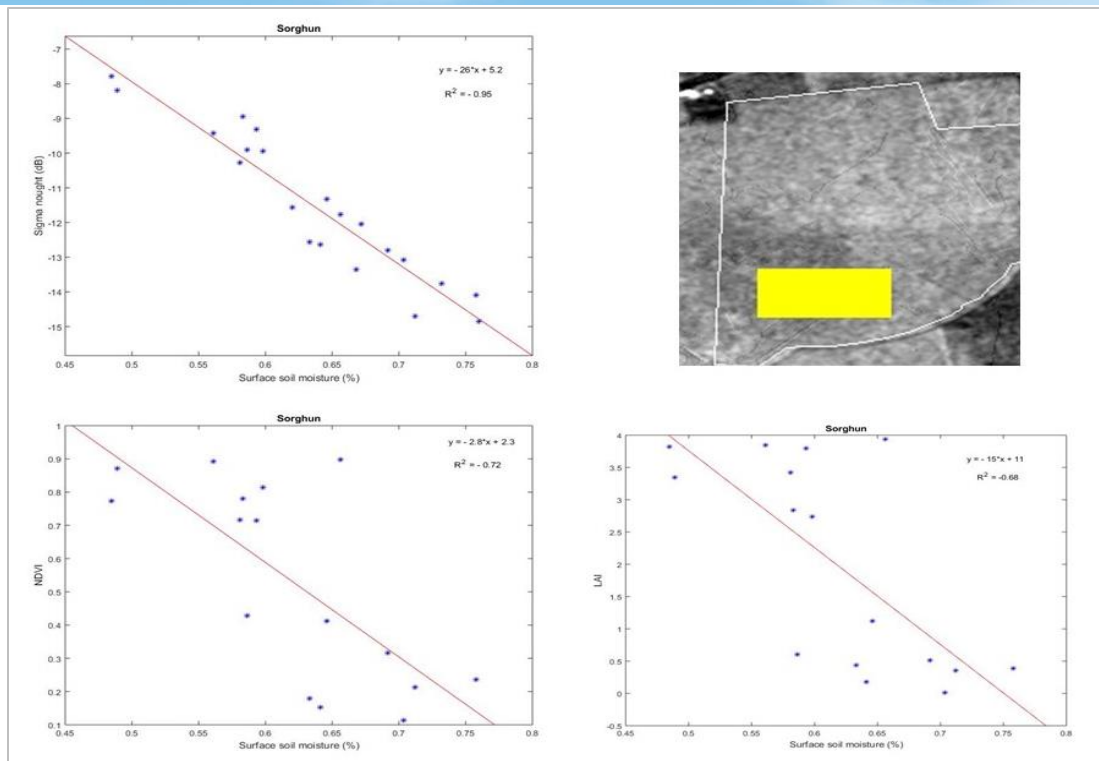 Sorghun
y = - 26*x + 5.2
R² = - 0.95
-7
-8
-9
-10
-11
-12
-13
-14
-15
Sigma nought (dB)
0.45 0.5 0.55 0.6 0.65 0.7 0.75 0.8
Surface soil moisture (%)
Sorghun
y = - 2.8*x + 2.3
R² = - 0.72
1
0.9
0.8
0.7
0.6
0.5
0.4
0.3
0.2
0.1
NDVI
0.45 0.5 0.55 0.6 0.65 0.7 0.75 0.8
Surface soil moisture (%)
Sorghun
y = - 15*x + 11
R² = -0.68
4
3.5
3
2.5
2
1.5
1
0.5
0
-0.5
LAI
0.45 0.5 0.55 0.6 0.65 0.7 0.75 0.8
Surface soil moisture (%)